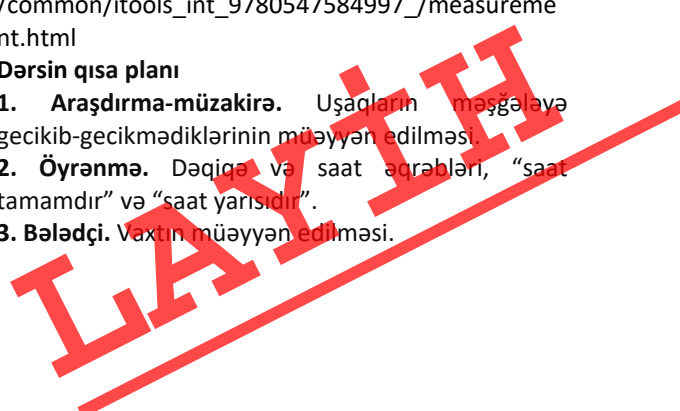 /common/itools_int_9780547584997_/measureme
nt.html
Dərsin qısa planı
1. Araşdırma-müzakirə. Uşaqların məşğələyə
gecikib-gecikmədiklərinin müəyyən edilməsi.
2. Öyrənmə. Dəqiqə və saat əqrəbləri, “saat
tamamdır” və “saat yarısıdır”.
3. Bələdçi. Vaxtın müəyyən edilməsi.
LAYİH